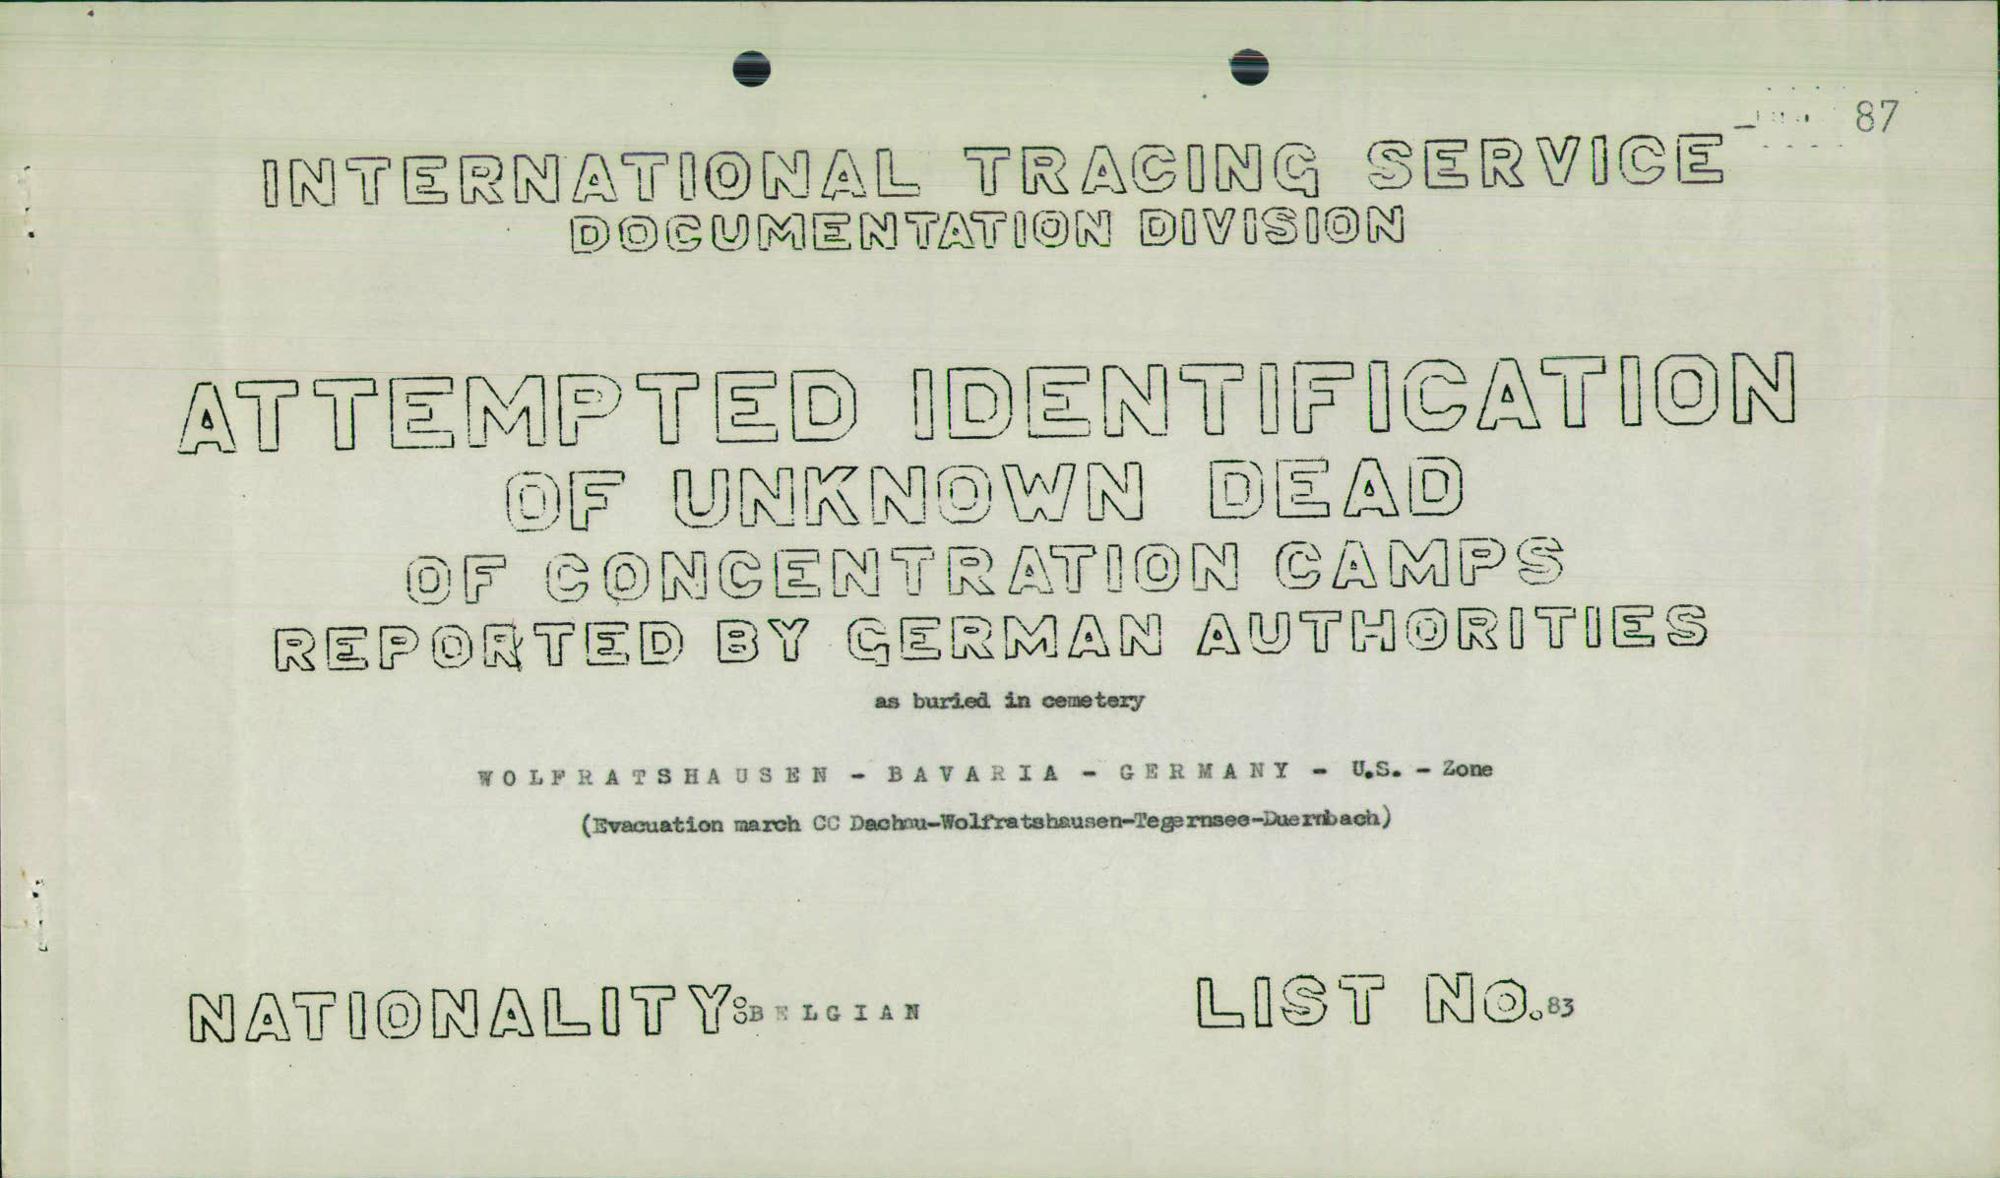 87
INTERNATIONAL TRACING SERVICE
DOCUMENTATION DIVISION
ATTEMPTED IDENTIFICATION
OF UNKNOWN DEAD
OF CONCENTRATION CAMPS
REPORTED BY GERMAN AUTHORITIES
as buried in cemetery
WOLFRATSHAUSEN - BAVARIA - GERMANY - U.S. - Zone
(Evacuation march CC Dachau-Wolfratshausen-Tegernsee-Duernbach)
NATIONALITY: BELGIAN LIST No. 83